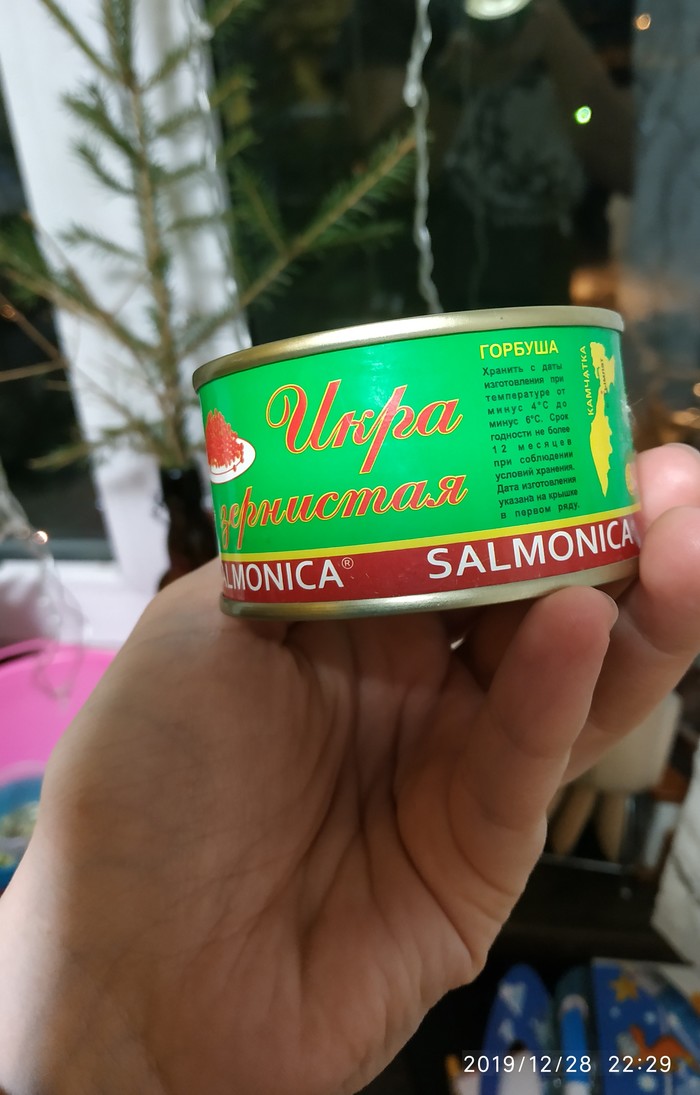 ГОРБУША
Икра
зернистая
Хранить с даты
изготовления при
температуре от
минус 4°С до
минус 6°С. Срок
годности не более
12 месяцев
при соблюдении
условий хранения.
Дата изготовления
указана на крышке
в первом ряду.
КАМЧАТКА
LMONICA®
SALMONICA
2019/12/28 22:29